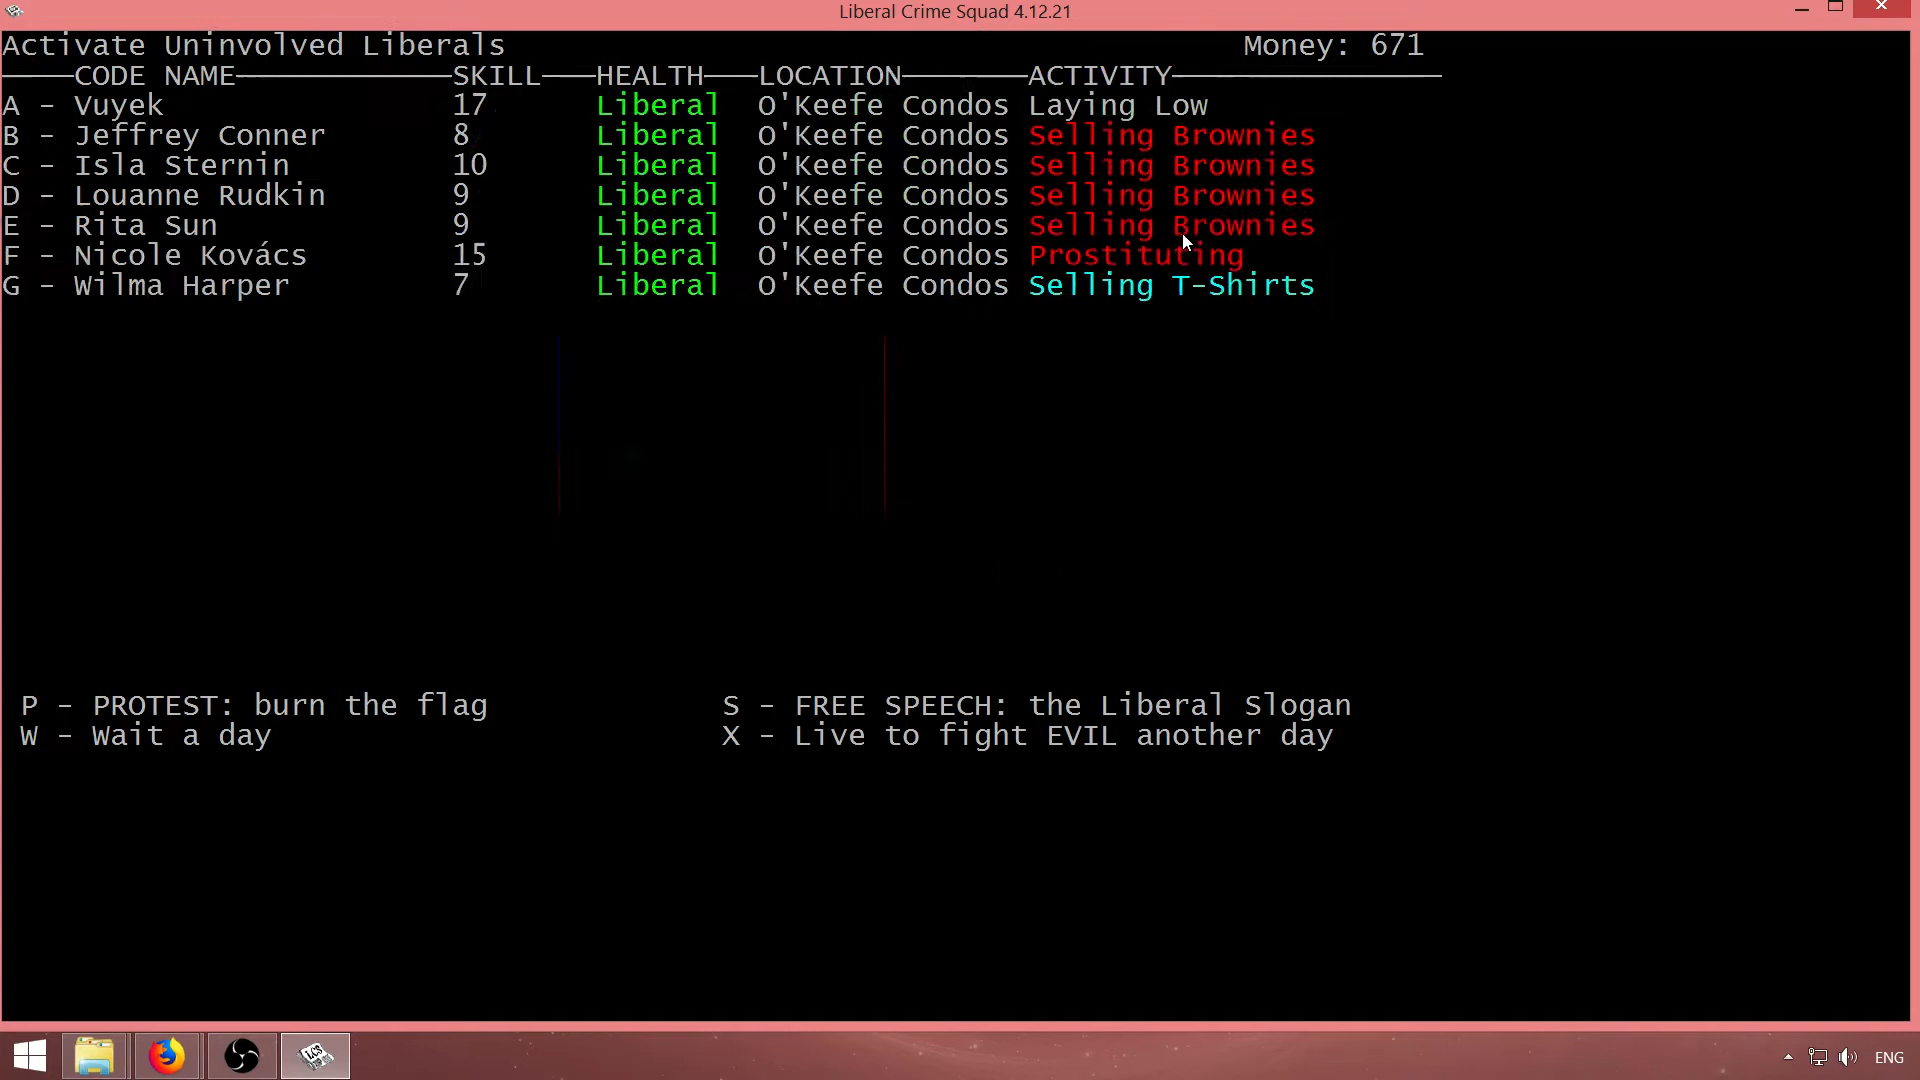 Liberal Crime Squad 4.12.21
Activate Uninvolved Liberals Money: 671
CODE NAME SKILL HEALTH LOCATION ACTIVITY
A - Vuyek 17 Liberal O'Keefe Condos Laying Low
B - Jeffrey Conner 8 Liberal O'Keefe Condos Selling Brownies
C - Isla Sternin 10 Liberal O'Keefe Condos Selling Brownies
D - Louanne Rudkin 9 Liberal O'Keefe Condos Selling Brownies
E - Rita Sun 9 Liberal O'Keefe Condos Selling Brownies
F - Nicole Kovács 15 Liberal O'Keefe Condos Prostituting
G - Wilma Harper 7 Liberal O'Keefe Condos Selling T-Shirts
P - PROTEST: burn the flag S - FREE SPEECH: the Liberal Slogan
W - Wait a day X - Live to fight EVIL another day
LCS
ENG